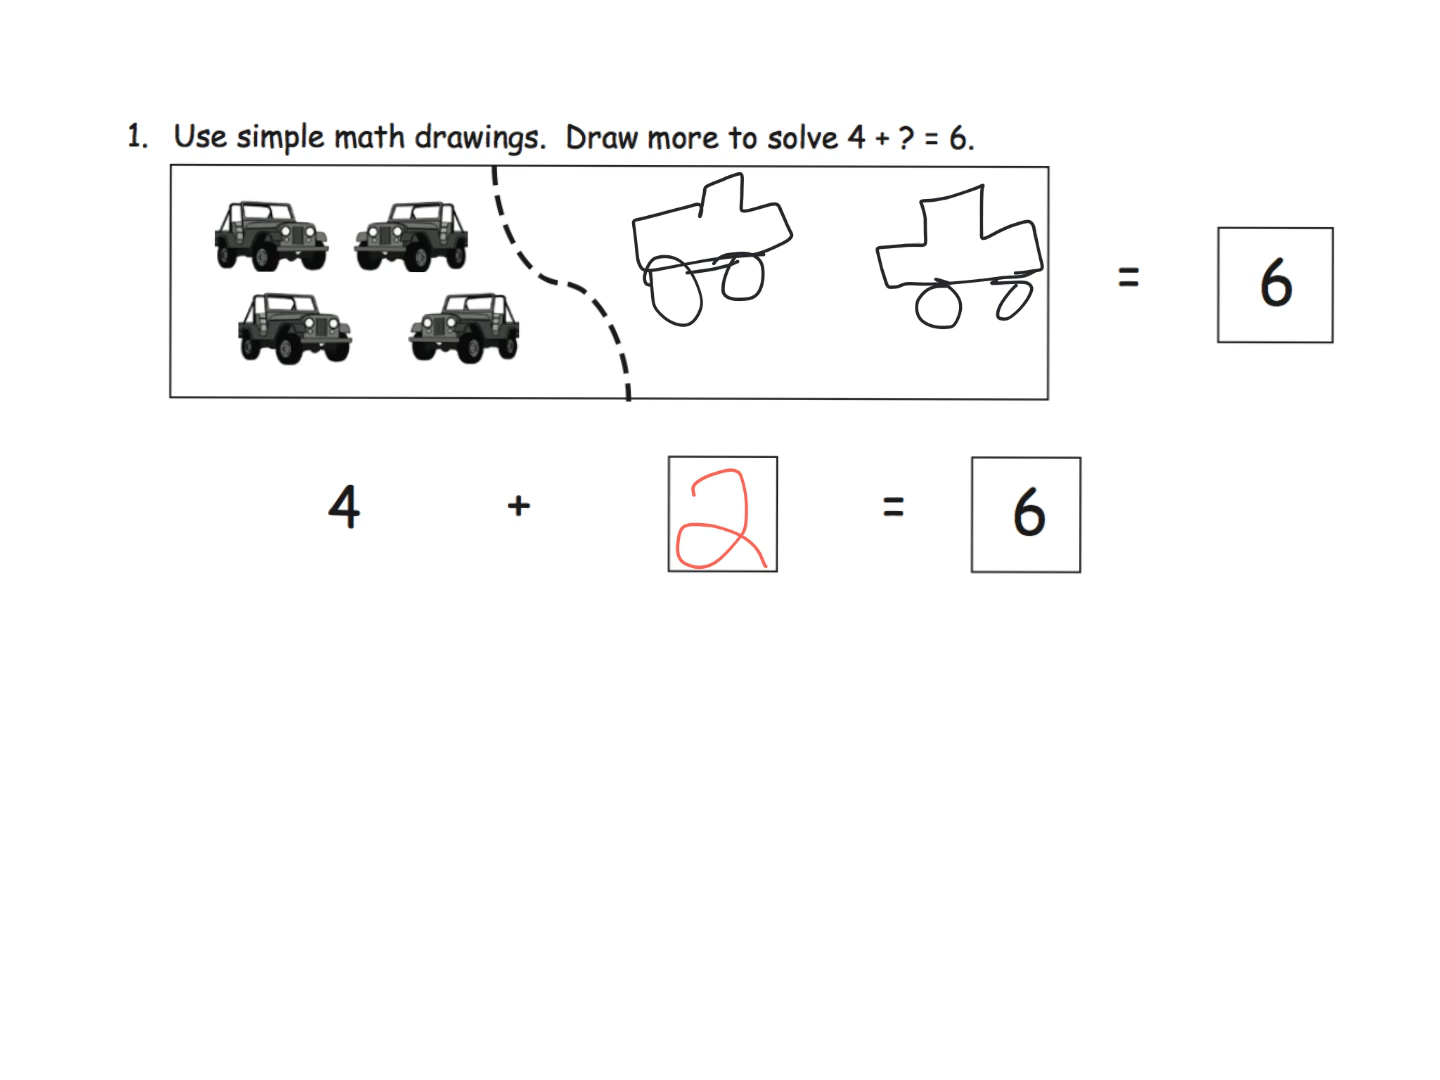 1. Use simple math drawings. Draw more to solve 4 + ? = 6.
= 6
4 + 2 = 6